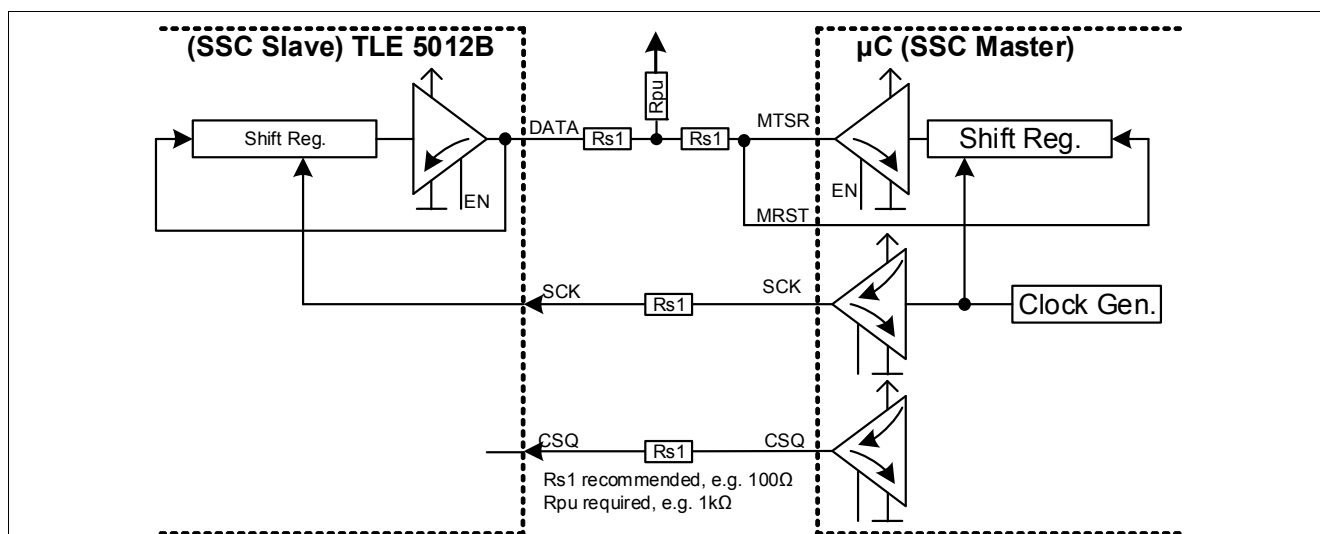 (SSC Slave) TLE 5012B
µC (SSC Master)
Rpu
Shift Reg.
DATA
Rs1
Rs1
MTSR
Shift Reg.
EN
EN
MRST
SCK
Rs1
SCK
Clock Gen.
CSQ
Rs1
CSQ
Rs1 recommended, e.g. 100Ω
Rpu required, e.g. 1kΩ